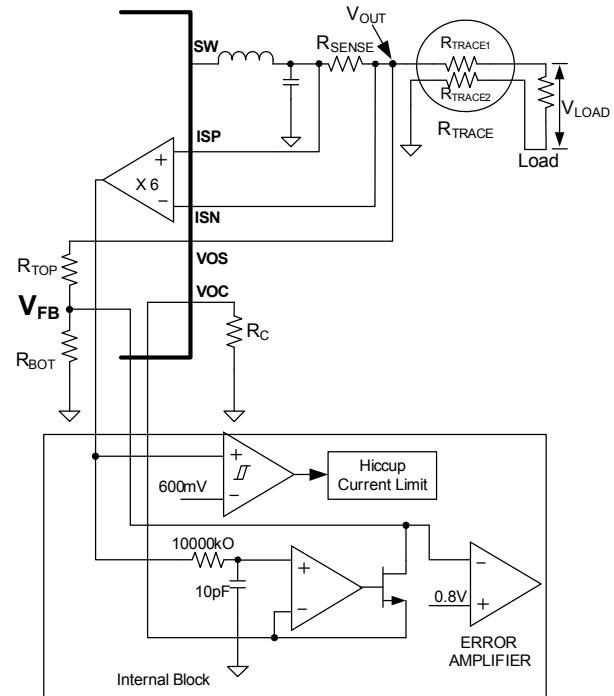 VOUT
SW
RSENSE
RTRACE1
RTRACE2
VLOAD
RTRACE
Load
ISP
+
X 6
−
ISN
RTOP
VOS
VFB
VOC
RBOT
RC
+
600mV
−
Hiccup
Current Limit
10000kO
10pF
+
−
−
0.8V
+
ERROR
AMPLIFIER
Internal Block